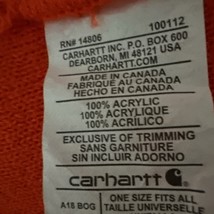 RN# 14806 100112
CARHARTT INC. P.O. BOX 600
DEARBORN, MI 48121 USA
MADE IN CANADA
FABRIQUE AU CANADA
HECHO EN CANADA
100% ACRYLIC
100% ACRYLIQUE
100% ACRILICO
EXCLUSIVE OF TRIMMING
SANS GARNITURE
SIN INCLUIR ADORNO
carhartt
A18 BOG
ONE SIZE FITS ALL
TAILLE UNIVERSELLE